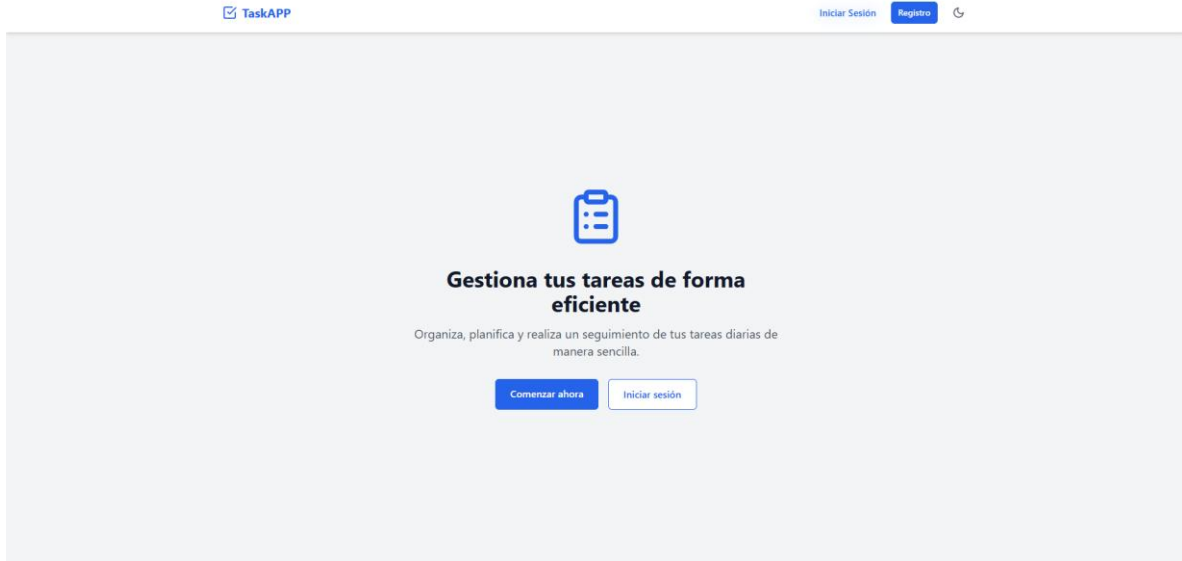 TaskAPP
Iniciar Sesión
Registro
Gestiona tus tareas de forma
eficiente
Organiza, planifica y realiza un seguimiento de tus tareas diarias de
manera sencilla.
Comenzar ahora
Iniciar sesión